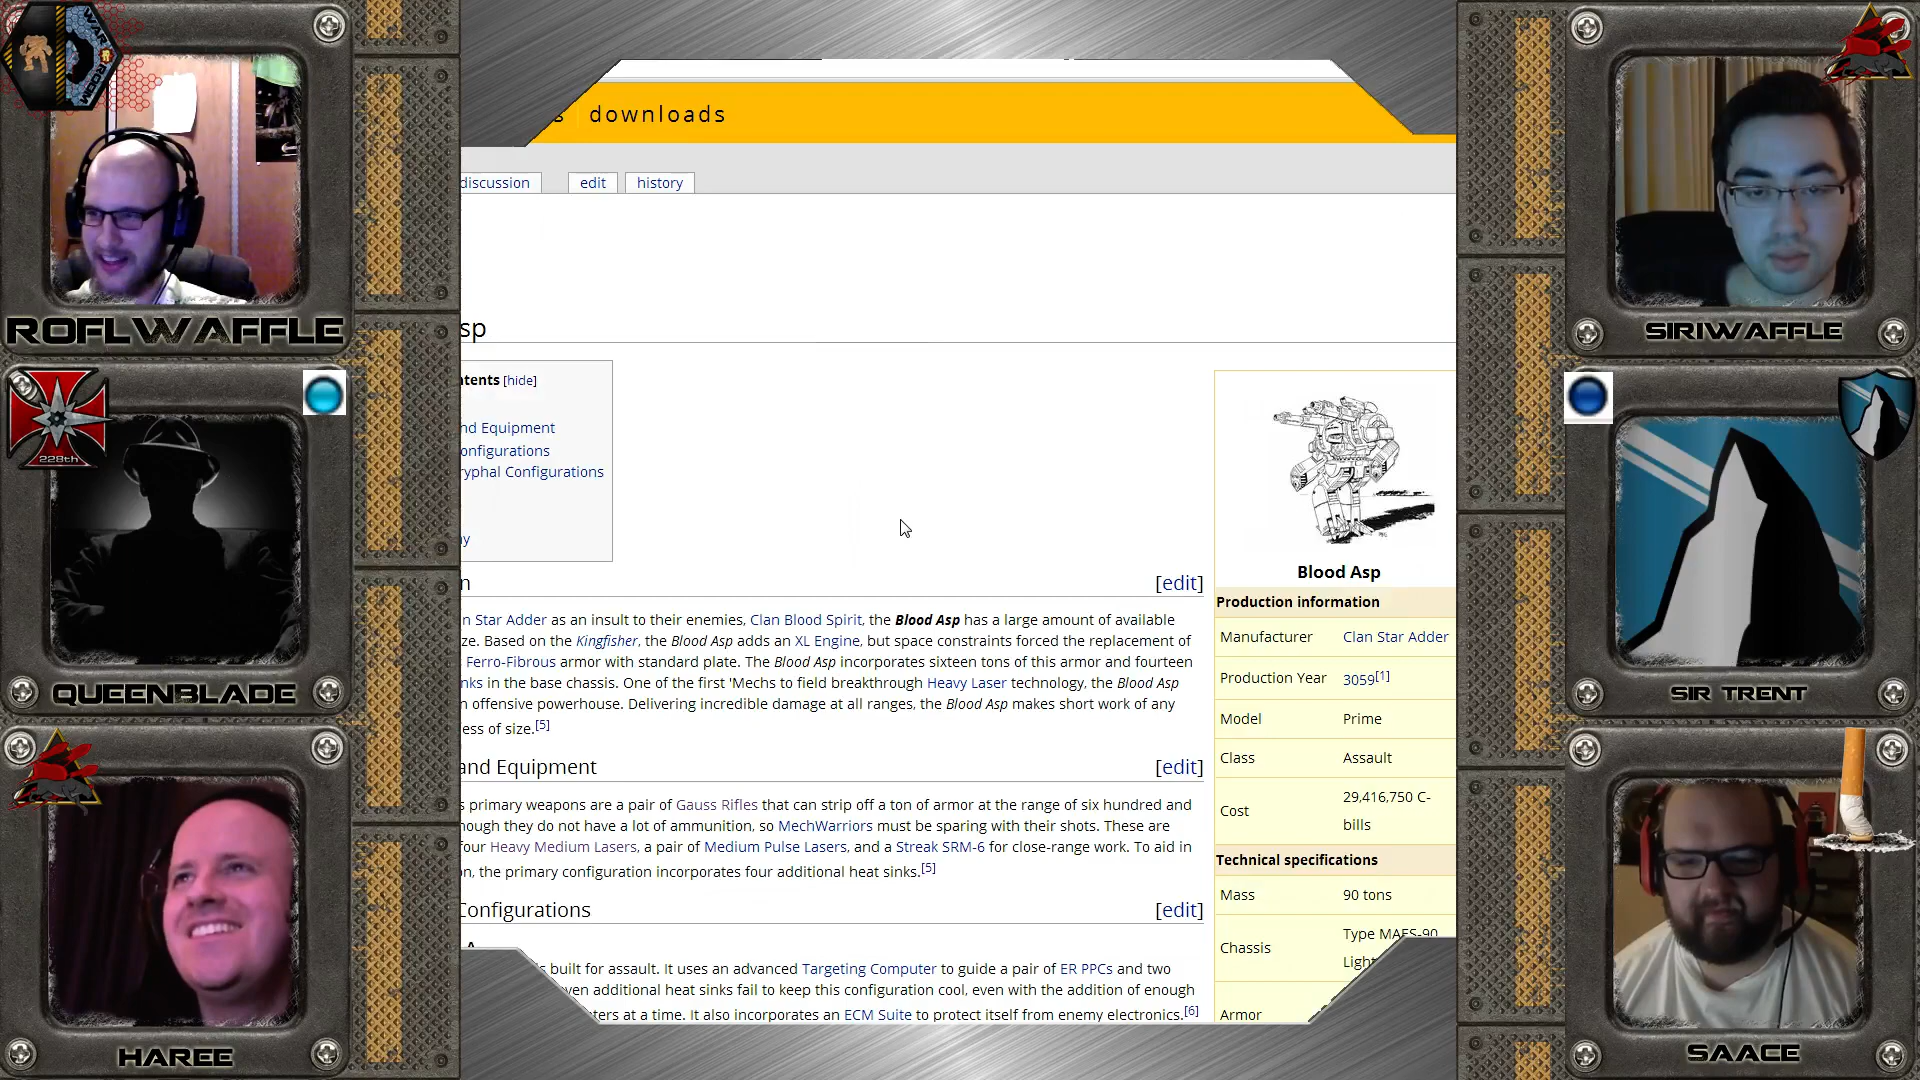 WAR ROOM
ROFLWAFFLE
228th
QUEENBLADE
HAREE
s downloads
discussion
edit
history
sp
ntents [hide]
nd Equipment
onfigurations
ryphal Configurations
ny
n [edit]
n Star Adder as an insult to their enemies, Clan Blood Spirit, the Blood Asp has a large amount of available
ze. Based on the Kingfisher, the Blood Asp adds an XL Engine, but space constraints forced the replacement of
Ferro-Fibrous armor with standard plate. The Blood Asp incorporates sixteen tons of this armor and fourteen
nks in the base chassis. One of the first 'Mechs to field breakthrough Heavy Laser technology, the Blood Asp
n offensive powerhouse. Delivering incredible damage at all ranges, the Blood Asp makes short work of any
ess of size.[5]
and Equipment [edit]
s primary weapons are a pair of Gauss Rifles that can strip off a ton of armor at the range of six hundred and
nough they do not have a lot of ammunition, so MechWarriors must be sparing with their shots. These are
four Heavy Medium Lasers, a pair of Medium Pulse Lasers, and a Streak SRM-6 for close-range work. To aid in
on, the primary configuration incorporates four additional heat sinks.[5]
Configurations [edit]
A
s built for assault. It uses an advanced Targeting Computer to guide a pair of ER PPCs and two
ven additional heat sinks fail to keep this configuration cool, even with the addition of enough
ters at a time. It also incorporates an ECM Suite to protect itself from enemy electronics.[6]
Blood Asp
Production information
Manufacturer Clan Star Adder
Production Year 3059[1]
Model Prime
Class Assault
Cost 29,416,750 C-
bills
Technical specifications
Mass 90 tons
Chassis Type MAES-90
Light
Armor
SIRIWAFFLE
SIR TRENT
SAACE